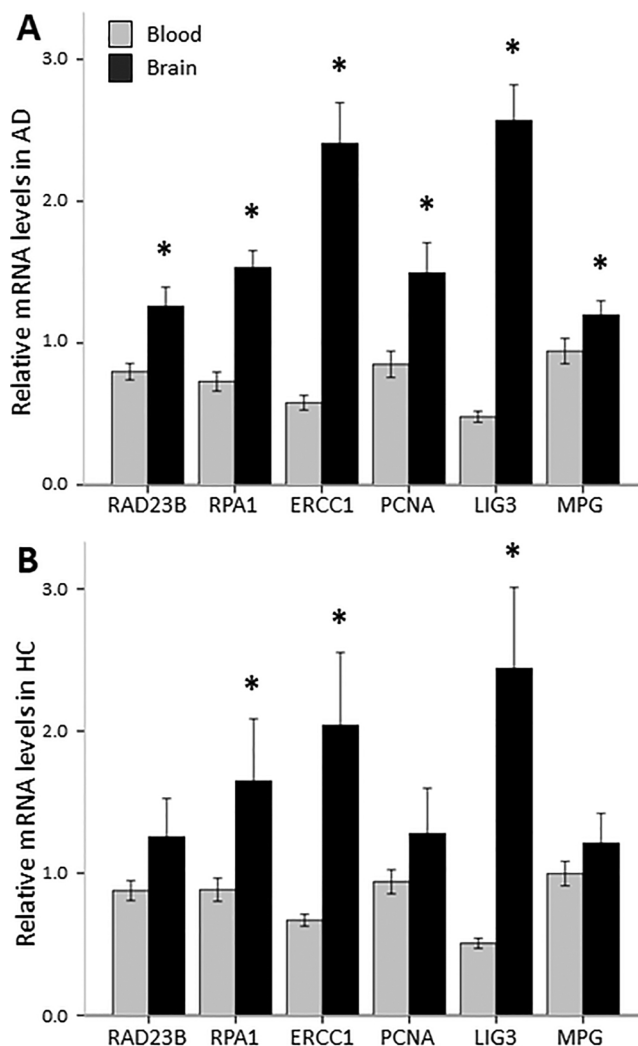 A
Blood
Brain
Relative mRNA levels in AD
3.0
*
*
*
*
*
*
2.0
1.0
0.0
RAD23B RPA1 ERCC1 PCNA LIG3 MPG
B
Relative mRNA levels in HC
3.0
*
*
*
2.0
1.0
0.0
RAD23B RPA1 ERCC1 PCNA LIG3 MPG